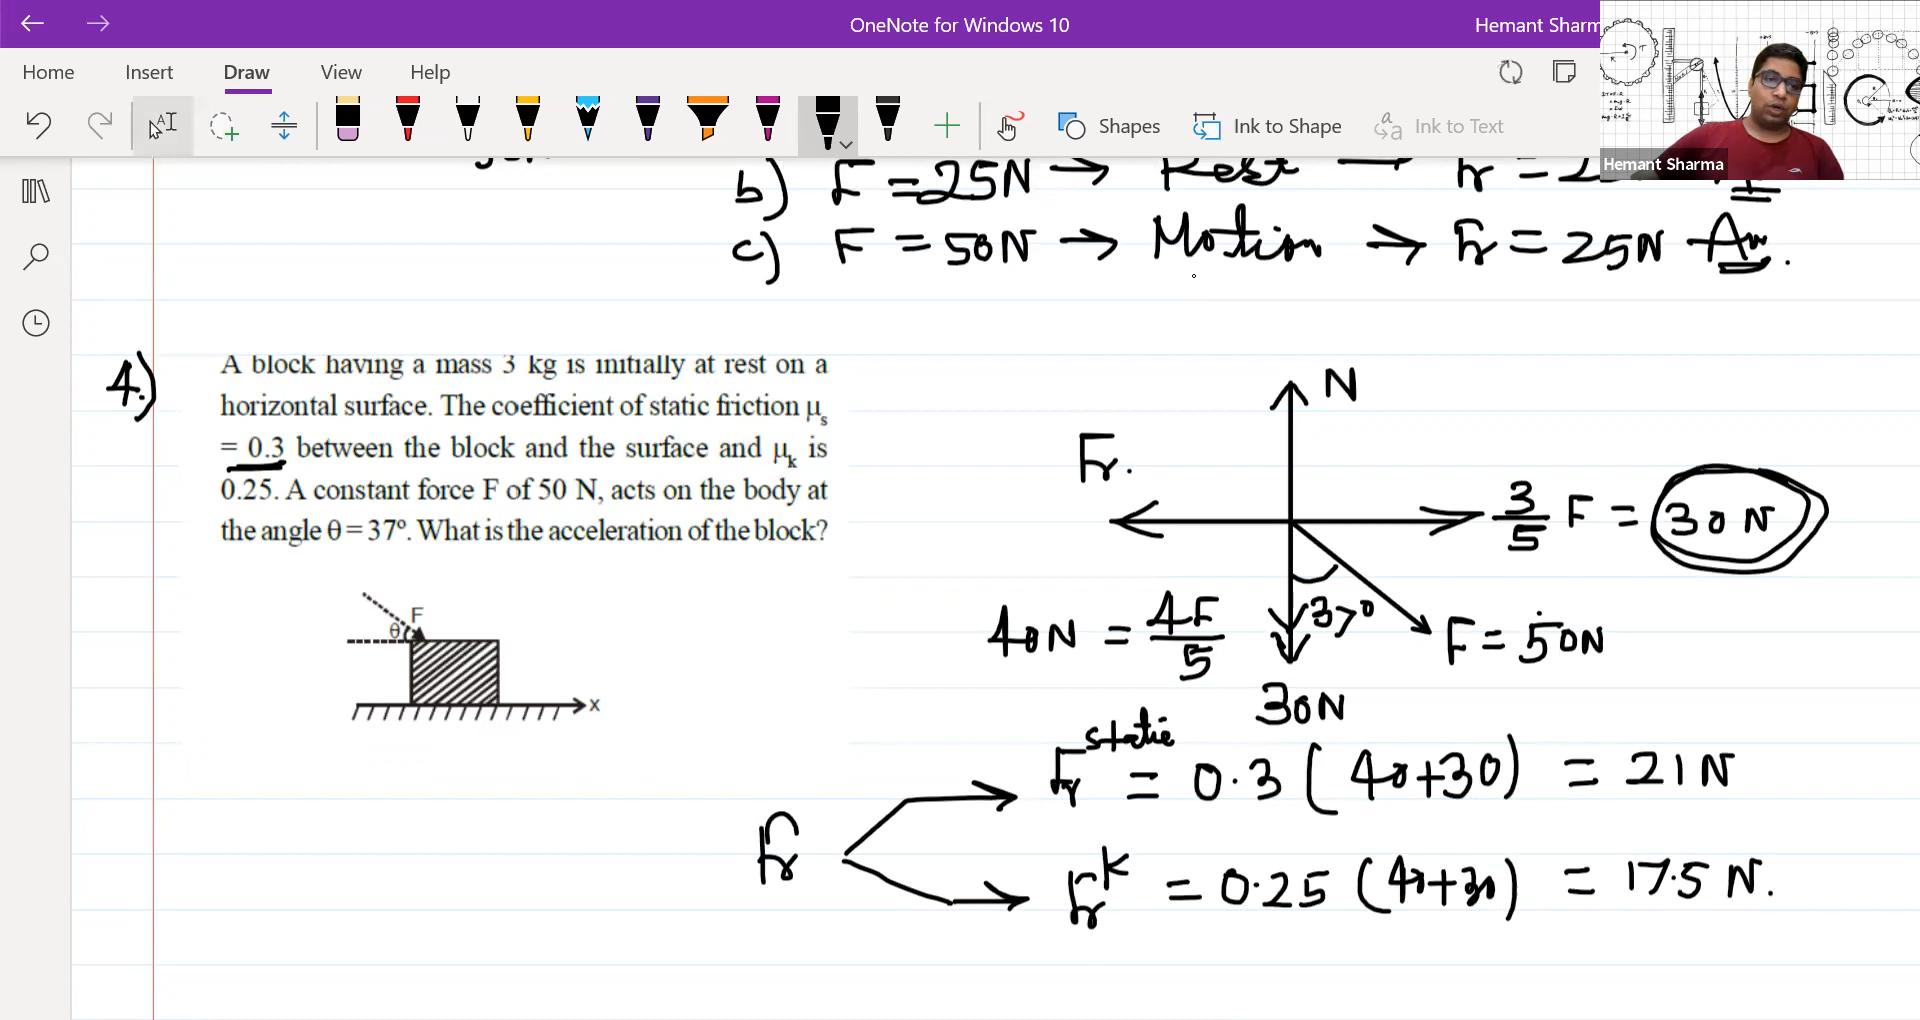 OneNote for Windows 10
Hemant Sharm
Home Insert Draw View Help
Shapes Ink to Shape Ink to Text
Hemant Sharma
b) F = 25N → Rest → Fr = 2
c) F = 50N → Motion → Fr = 25N Ans.
4.)
A block having a mass 3 kg is initially at rest on a
horizontal surface. The coefficient of static friction μs
= 0.3 between the block and the surface and μk is
0.25. A constant force F of 50 N, acts on the body at
the angle θ = 37º. What is the acceleration of the block?
F
θ
x
N
Fr.
3/5 F = 30 N
37°
40N = 4F/5
F = 50N
30N
Fr static = 0.3 (40+30) = 21N
Fr
Fr K = 0.25 (40+30) = 17.5 N.